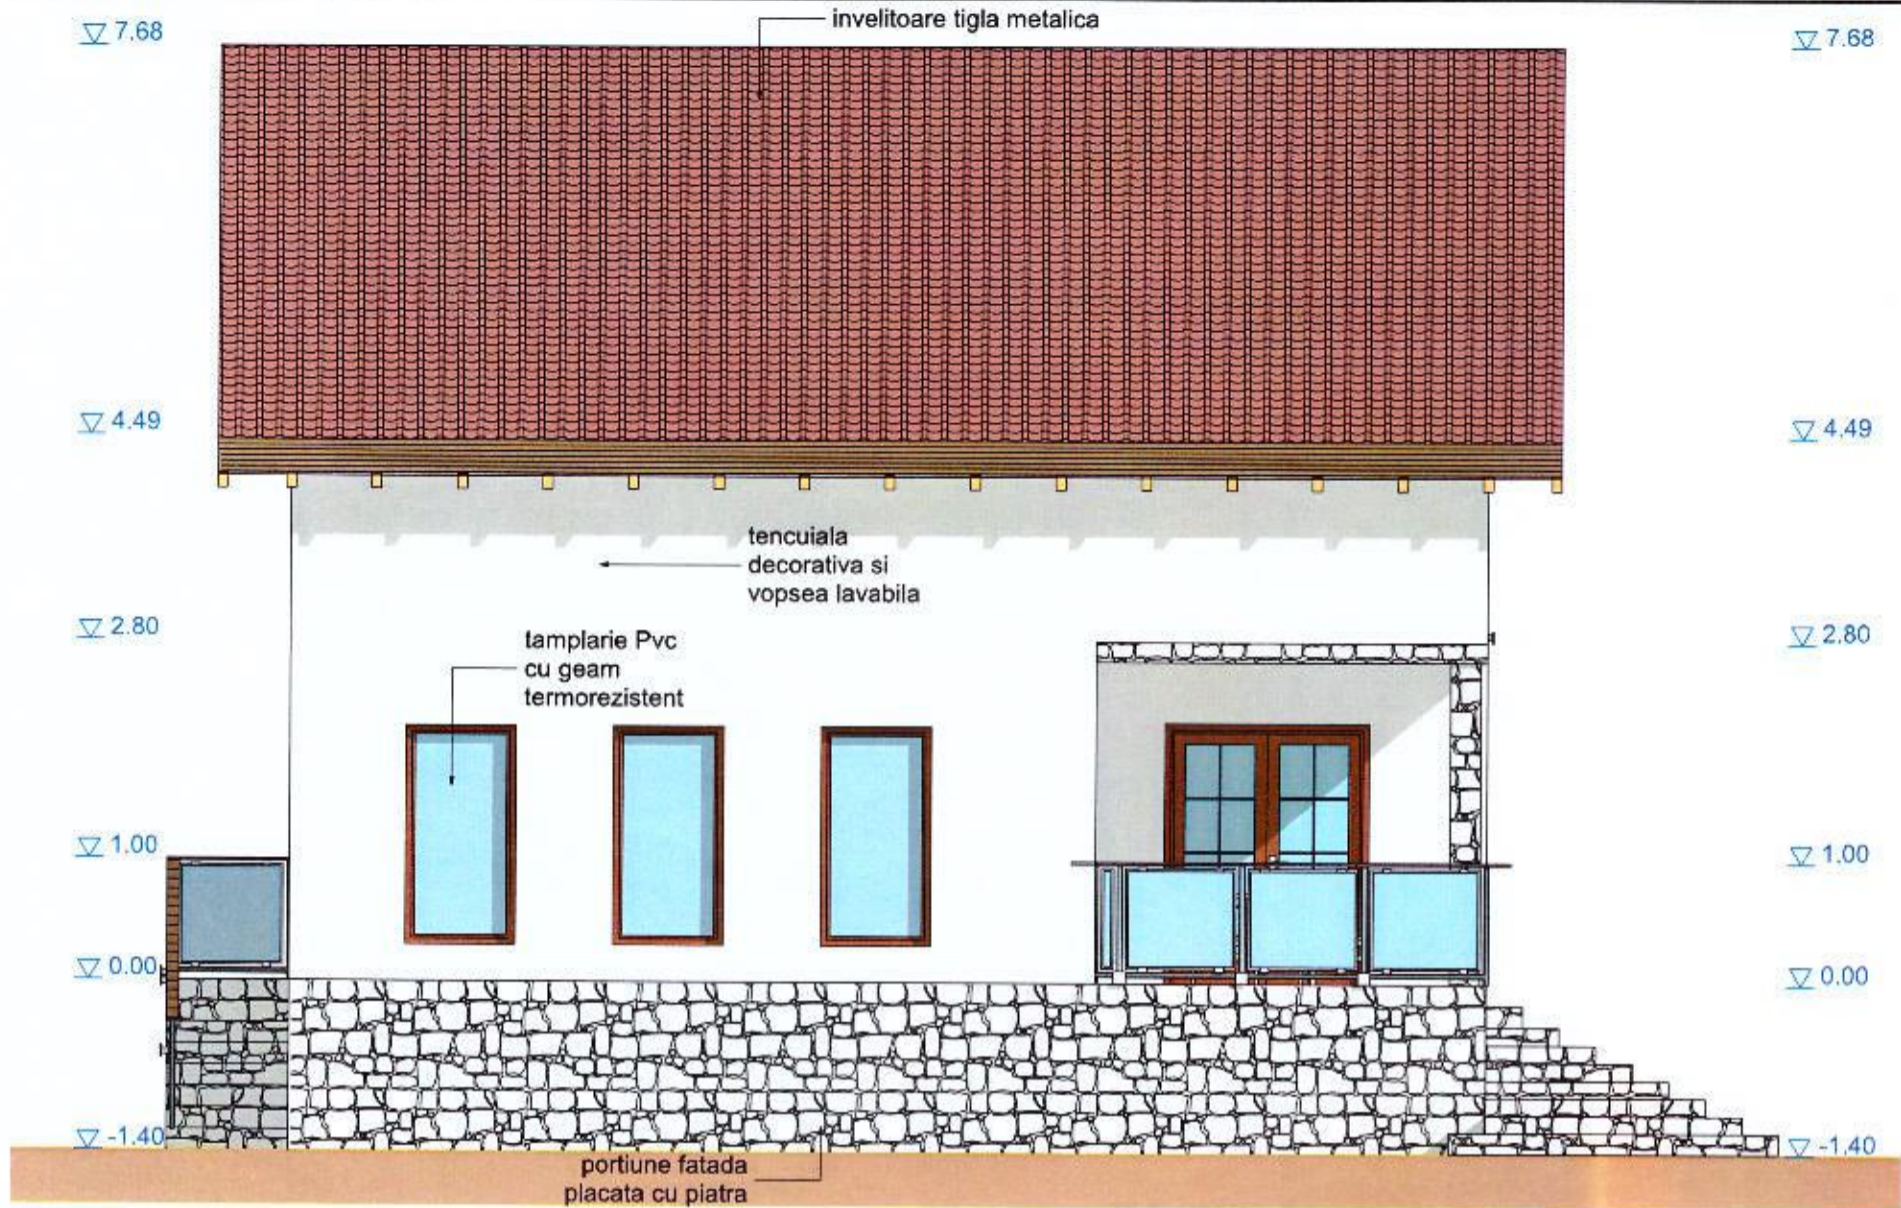 invelitoare tigla metalica
7.68
7.68
4.49
4.49
tencuiala
decorativa si
vopsea lavabila
2.80
2.80
tamplarie Pvc
cu geam
termorezistent
1.00
1.00
0.00
0.00
-1.40
-1.40
portiune fatada
placata cu piatra